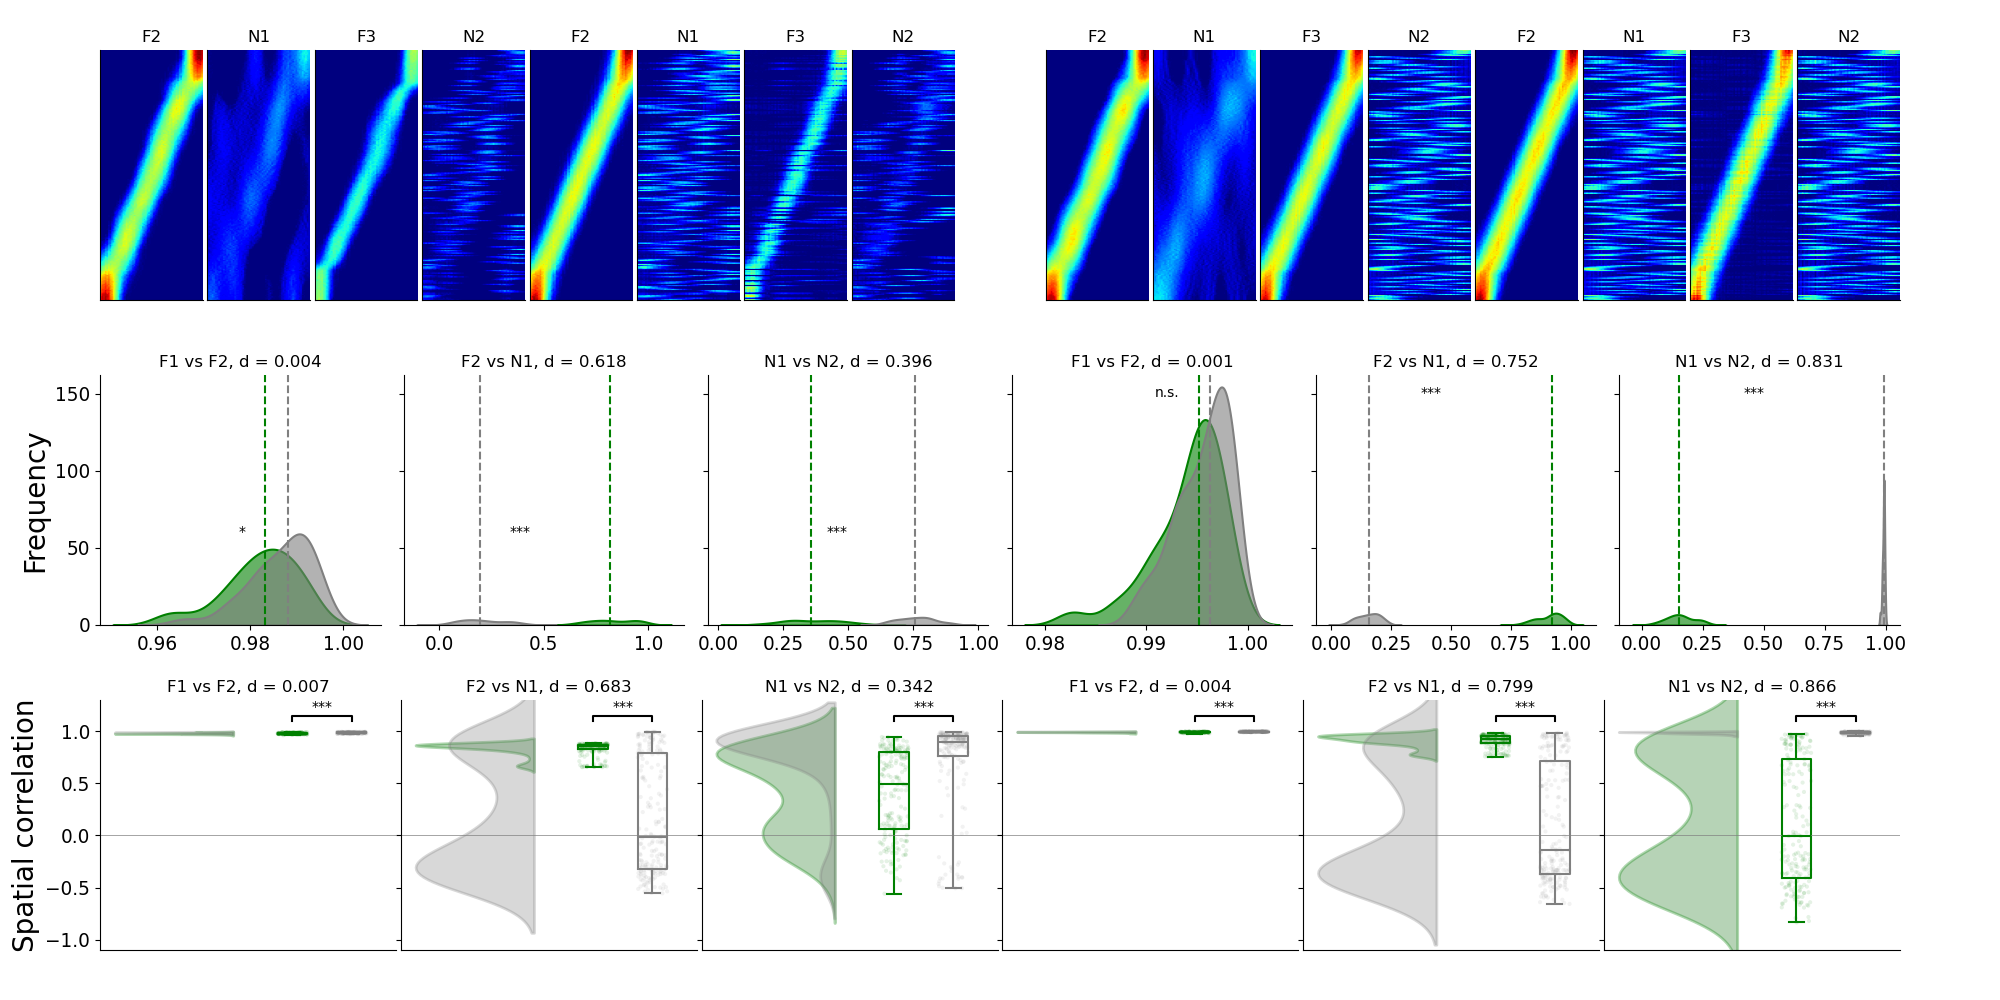 F2 N1 F3 N2 F2 N1 F3 N2 F2 N1 F3 N2 F2 N1 F3 N2
F1 vs F2, d = 0.004 F2 vs N1, d = 0.618 N1 vs N2, d = 0.396 F1 vs F2, d = 0.001 F2 vs N1, d = 0.752 N1 vs N2, d = 0.831
150 n.s. *** ***
100
* *** ***
50
0
Frequency
0.96 0.98 1.00 0.0 0.5 1.0 0.00 0.25 0.50 0.75 1.00 0.98 0.99 1.00 0.00 0.25 0.50 0.75 1.00 0.00 0.25 0.50 0.75 1.00
F1 vs F2, d = 0.007 F2 vs N1, d = 0.683 N1 vs N2, d = 0.342 F1 vs F2, d = 0.004 F2 vs N1, d = 0.799 N1 vs N2, d = 0.866
*** *** *** *** *** ***
1.0
0.5
0.0
−0.5
−1.0
Spatial correlation